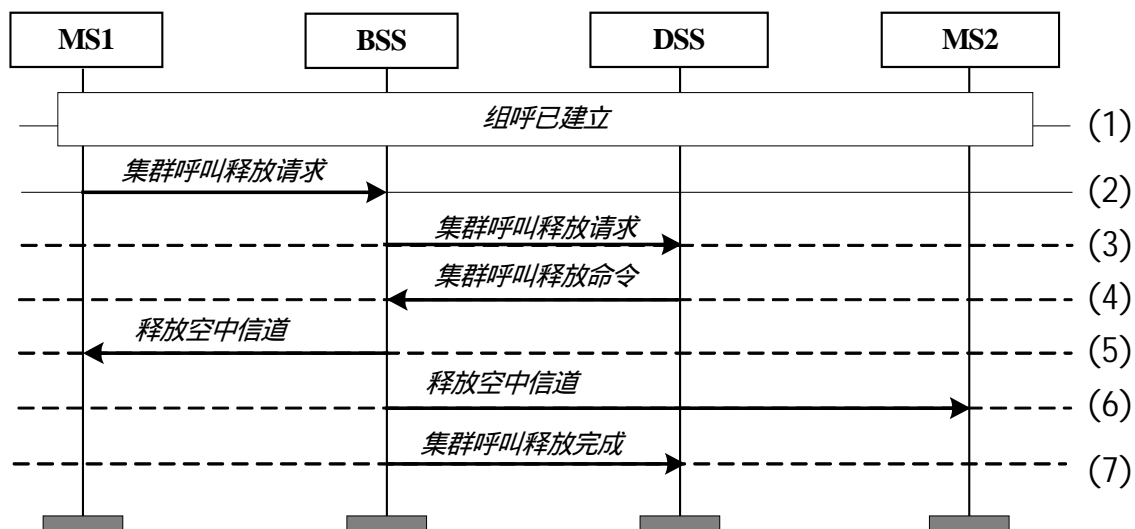 MS1 BSS DSS MS2
组呼已建立 (1)
集群呼叫释放请求 (2)
集群呼叫释放请求 (3)
集群呼叫释放命令 (4)
释放空中信道 (5)
释放空中信道 (6)
集群呼叫释放完成 (7)